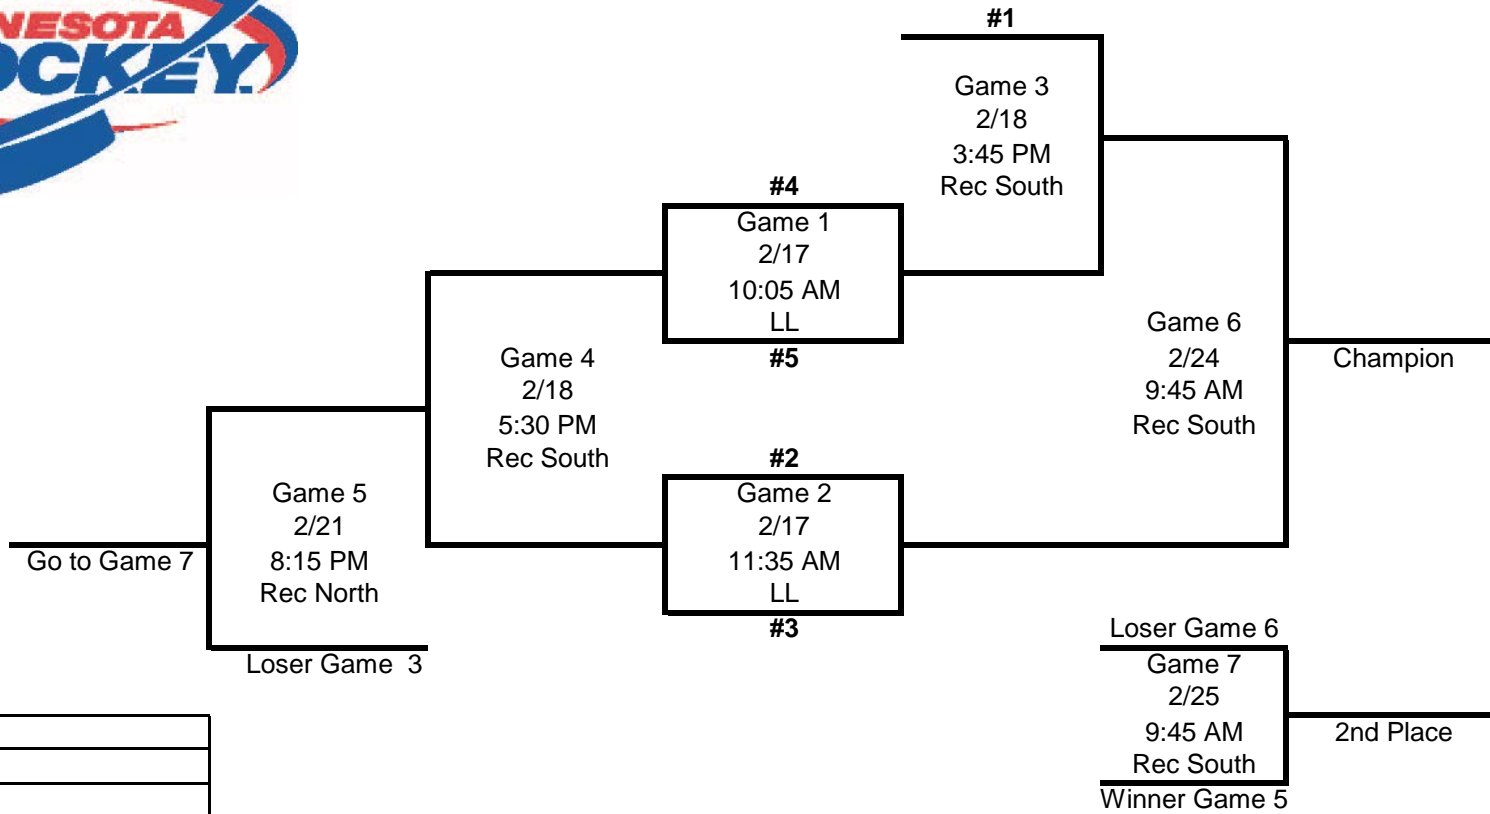 NESOTA
OCKEY.
#1
Game 3
2/18
3:45 PM
Rec South
#4
Game 1
2/17
10:05 AM
LL
#5
Game 4
2/18
5:30 PM
Rec South
Game 6
2/24
9:45 AM
Rec South
Champion
#2
Game 2
2/17
11:35 AM
LL
#3
Game 5
2/21
8:15 PM
Rec North
Go to Game 7
Loser Game 3
Loser Game 6
Game 7
2/25
9:45 AM
Rec South
Winner Game 5
2nd Place